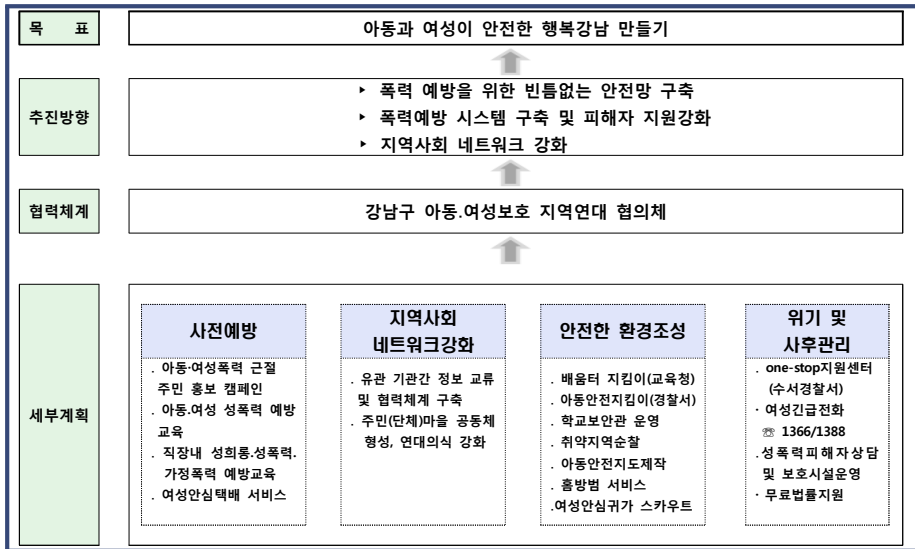 목 표
아동과 여성이 안전한 행복강남 만들기
추진방향
▸ 폭력 예방을 위한 빈틈없는 안전망 구축
▸ 폭력예방 시스템 구축 및 피해자 지원강화
▸ 지역사회 네트워크 강화
협력체계
강남구 아동.여성보호 지역연대 협의체
세부계획
사전예방
. 아동·여성폭력 근절
주민 홍보 캠페인
. 아동.여성 성폭력 예방
교육
. 직장내 성희롱.성폭력.
가정폭력 예방교육
. 여성안심택배 서비스
지역사회
네트워크강화
. 유관 기관간 정보 교류
및 협력체계 구축
. 주민(단체)마을 공동체
형성, 연대의식 강화
안전한 환경조성
. 배움터 지킴이(교육청)
. 아동안전지킴이(경찰서)
. 학교보안관 운영
. 취약지역순찰
. 아동안전지도제작
. 홈방범 서비스
.여성안심귀가 스카우트
위기 및
사후관리
. one-stop지원센터
(수서경찰서)
· 여성긴급전화
☏ 1366/1388
.성폭력피해자상담
및 보호시설운영
· 무료법률지원